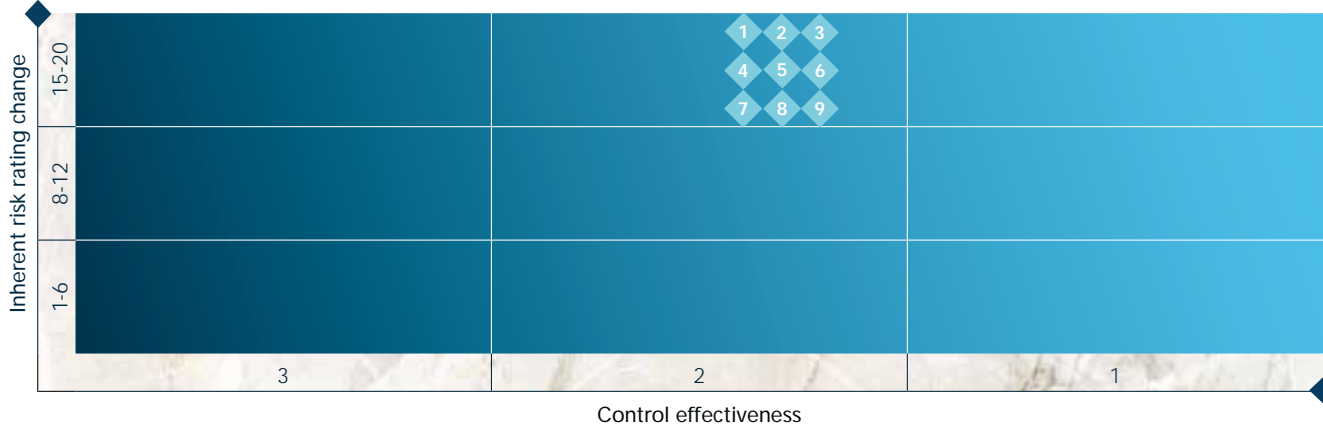 Inherent risk rating change
15-20
8-12
1-6
1 2 3
4 5 6
7 8 9
3 2 1
Control effectiveness